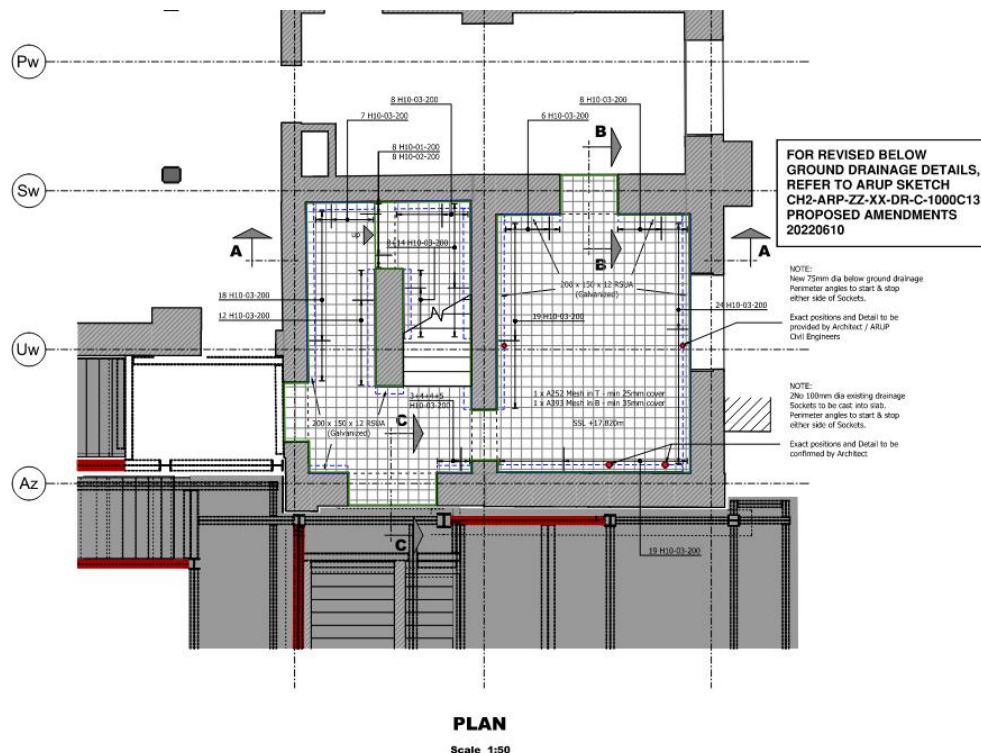 Pw
8 H10-03-200
8 H10-03-200
7 H10-03-200
6 H10-03-200
B
8 H10-01-200
8 H10-02-200
FOR REVISED BELOW
GROUND DRAINAGE DETAILS,
REFER TO ARUP SKETCH
CH2-ARP-ZZ-XX-DR-C-1000C13
PROPOSED AMENDMENTS
20220610
Sw
up
A
B
A
NOTE:
New 75mm dia below ground drainage
Perimeter angles to start & stop
either side of Sockets.
200 x 150 x 12 RSUA
(Galvanized)
18 H10-03-200
24 H10-03-200
12 H10-03-200
19 H10-03-200
Exact positions and Detail to be
provided by Architect / ARUP
Civil Engineers
Uw
NOTE:
2No 100mm dia existing drainage
Sockets to be cast into slab.
Perimeter angles to start & stop
either side of Sockets.
3+4+4+5
H10-03-200
1 x A252 Mesh in T - min 25mm cover
1 x A393 Mesh in B - min 35mm cover
200 x 150 x 12 RSUA
(Galvanized)
C
SSL +17.820m
Exact positions and Detail to be
confirmed by Architect
Az
C
19 H10-03-200
PLAN
Scale 1:50